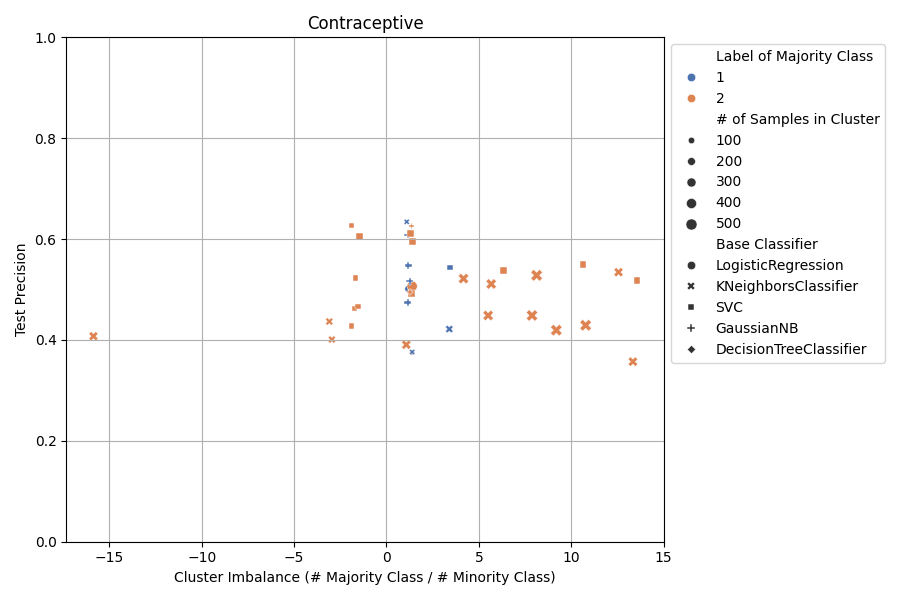 Contraceptive
1.0
0.8
0.6
0.4
0.2
0.0
Test Precision
−15
−10
−5
0
5
10
15
Cluster Imbalance (# Majority Class / # Minority Class)
Label of Majority Class
1
2
# of Samples in Cluster
100
200
300
400
500
Base Classifier
LogisticRegression
KNeighborsClassifier
SVC
GaussianNB
DecisionTreeClassifier